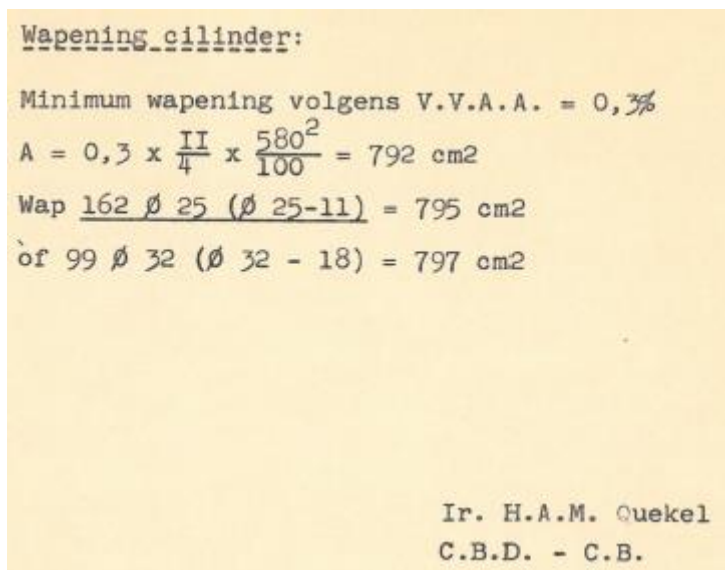 Wapening cilinder:
Minimum wapening volgens V.V.A.A. = 0,3%
A = 0,3 x II/4 x 580²/100 = 792 cm2
Wap 162 Ø 25 (Ø 25-11) = 795 cm2
of 99 Ø 32 (Ø 32 - 18) = 797 cm2
Ir. H.A.M. Quekel
C.B.D. - C.B.